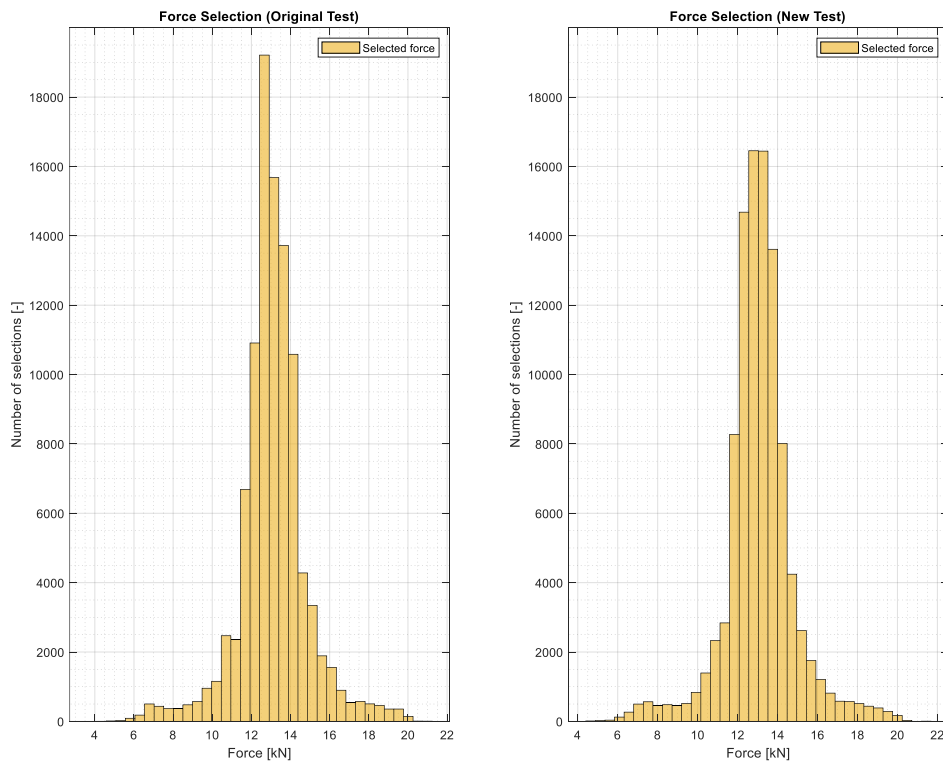 Force Selection (Original Test)
Selected force
18000
16000
14000
12000
10000
8000
6000
4000
2000
0
Number of selections [-]
4 6 8 10 12 14 16 18 20 22
Force [kN]
Force Selection (New Test)
Selected force
18000
16000
14000
12000
10000
8000
6000
4000
2000
0
Number of selections [-]
4 6 8 10 12 14 16 18 20 22
Force [kN]